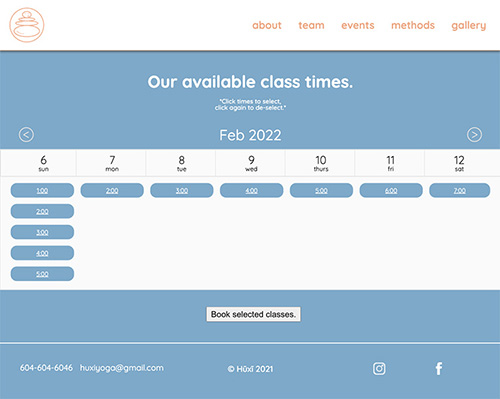 about team events methods gallery
Our available class times.
*Click times to select,
click again to de-select.*
< Feb 2022 >
6 7 8 9 10 11 12
sun mon tue wed thurs fri sat
1:00 2:00 3:00 4:00 5:00 6:00 7:00
2:00
3:00
4:00
5:00
Book selected classes.
604-604-6046 huxiyoga@gmail.com © Hūxī 2021